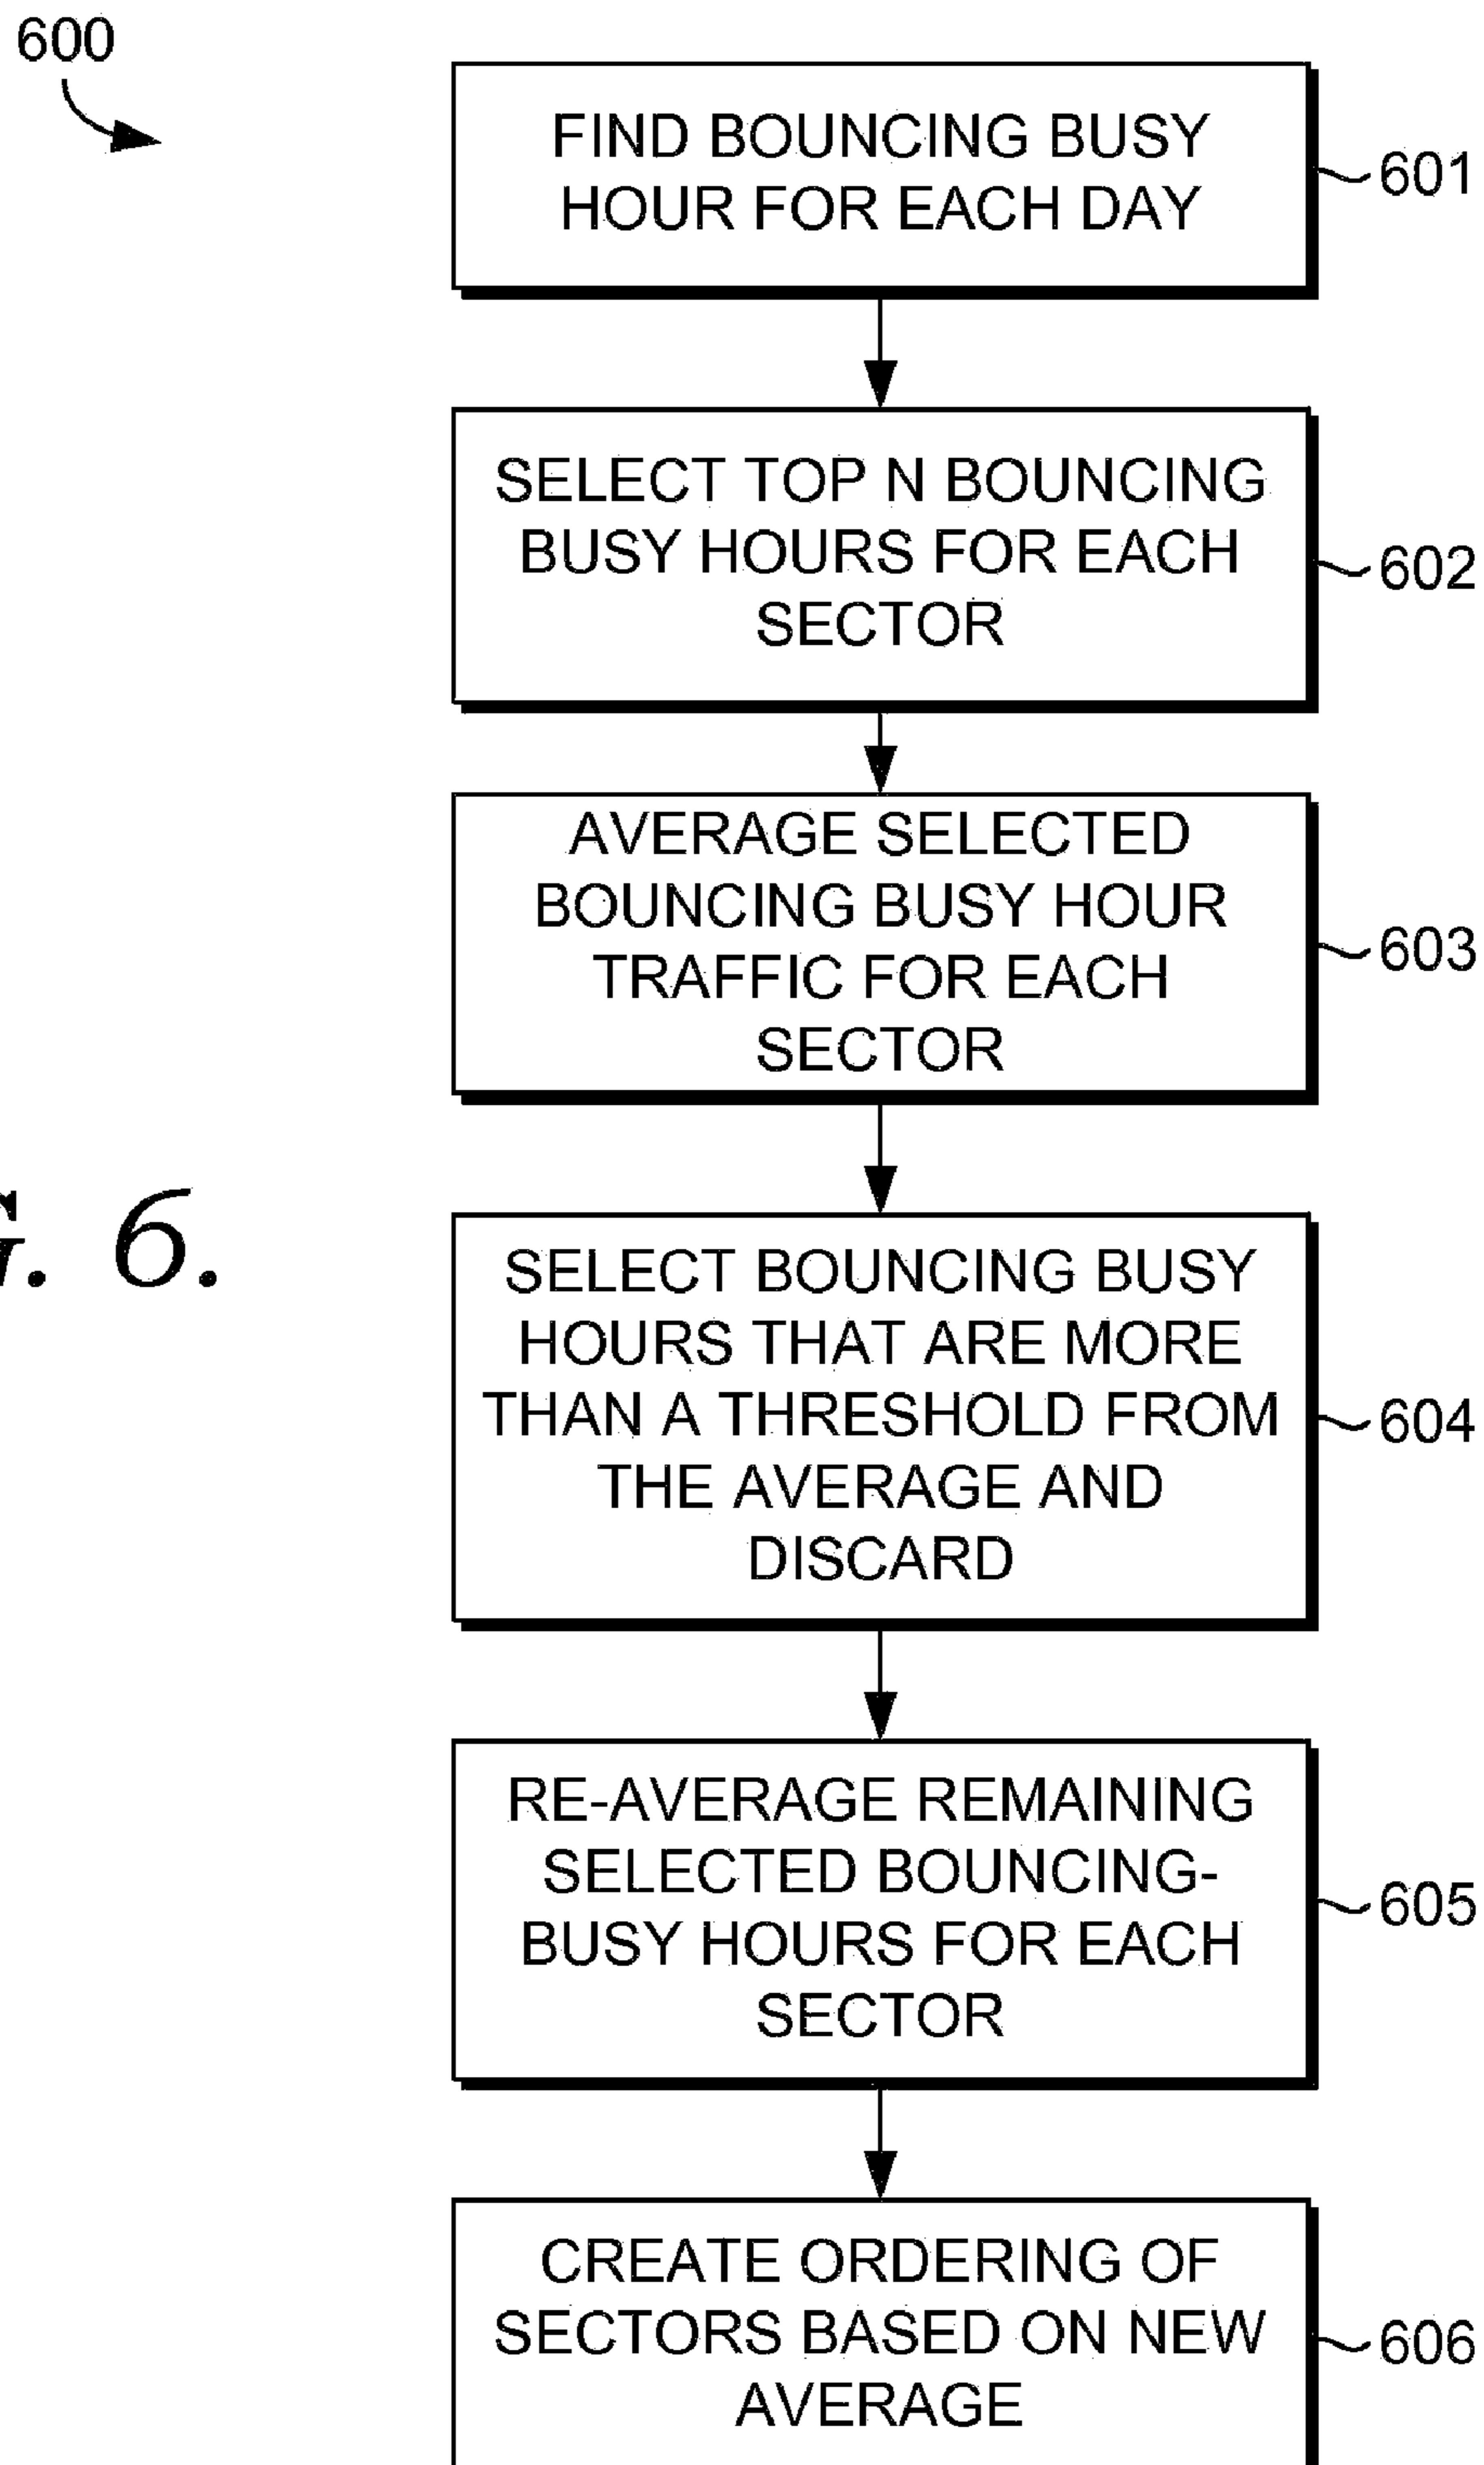 600
FIND BOUNCING BUSY
HOUR FOR EACH DAY
601
SELECT TOP N BOUNCING
BUSY HOURS FOR EACH
SECTOR
602
AVERAGE SELECTED
BOUNCING BUSY HOUR
TRAFFIC FOR EACH
SECTOR
603
G. 6.
SELECT BOUNCING BUSY
HOURS THAT ARE MORE
THAN A THRESHOLD FROM
THE AVERAGE AND
DISCARD
604
RE-AVERAGE REMAINING
SELECTED BOUNCING-
BUSY HOURS FOR EACH
SECTOR
605
CREATE ORDERING OF
SECTORS BASED ON NEW
AVERAGE
606